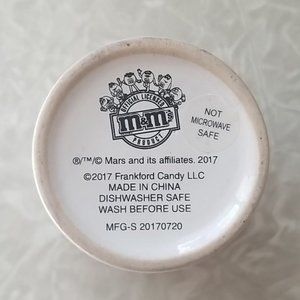 OFFICIAL LICENSED
m&m's
PRODUCT
NOT
MICROWAVE
SAFE
®/™/© Mars and its affiliates. 2017
©2017 Frankford Candy LLC
MADE IN CHINA
DISHWASHER SAFE
WASH BEFORE USE
MFG-S 20170720